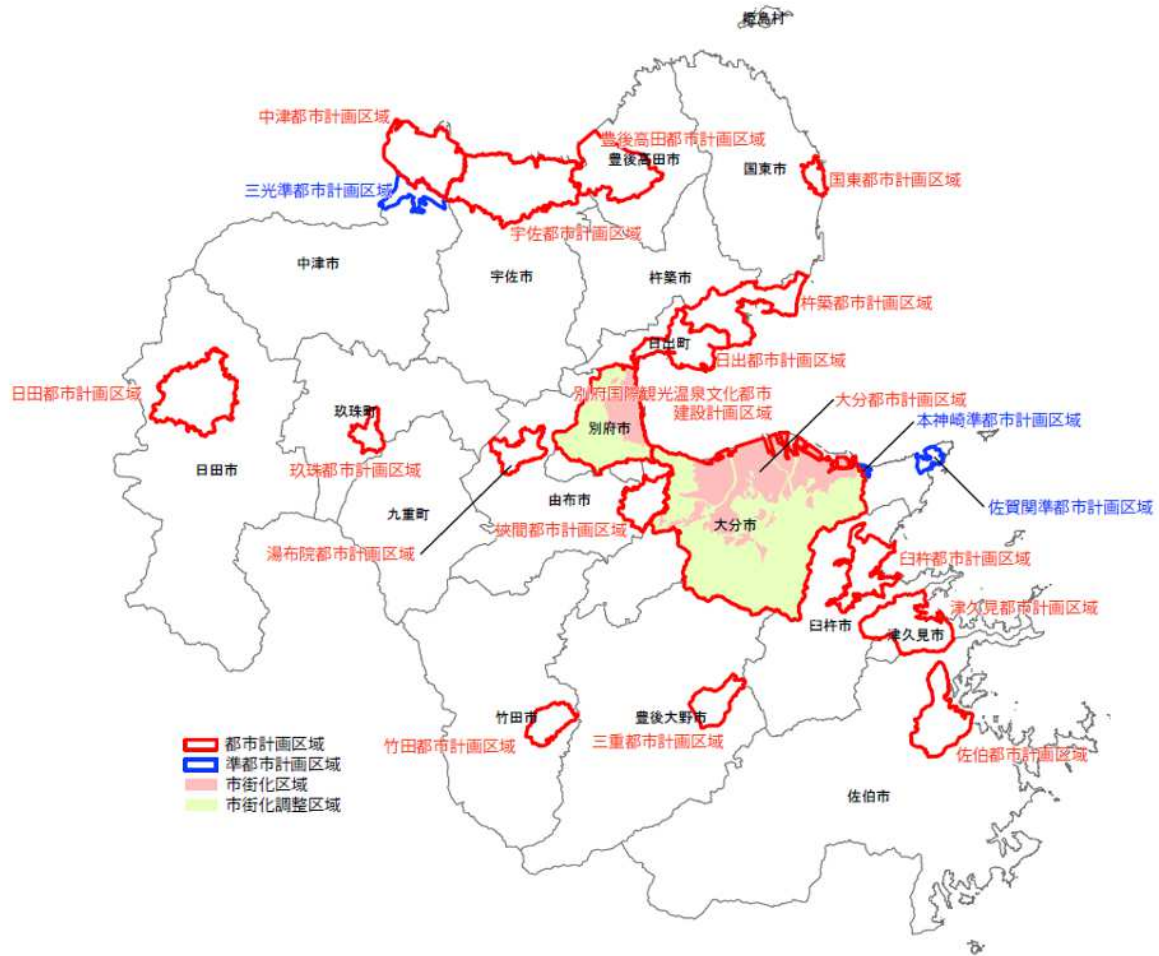 姫島村
中津都市計画区域
豊後高田都市計画区域
豊後高田市
国東市
国東都市計画区域
三光準都市計画区域
宇佐都市計画区域
中津市
宇佐市
杵築市
杵築都市計画区域
日出町
日出都市計画区域
日田都市計画区域
別府国際観光温泉文化都市
建設計画区域
大分都市計画区域
玖珠町
別府市
本神崎準都市計画区域
日田市
玖珠都市計画区域
由布市
九重町
佐賀関準都市計画区域
挾間都市計画区域
大分市
湯布院都市計画区域
臼杵都市計画区域
津久見都市計画区域
臼杵市
津久見市
竹田市
豊後大野市
竹田都市計画区域
三重都市計画区域
佐伯都市計画区域
都市計画区域
準都市計画区域
市街化区域
市街化調整区域
佐伯市